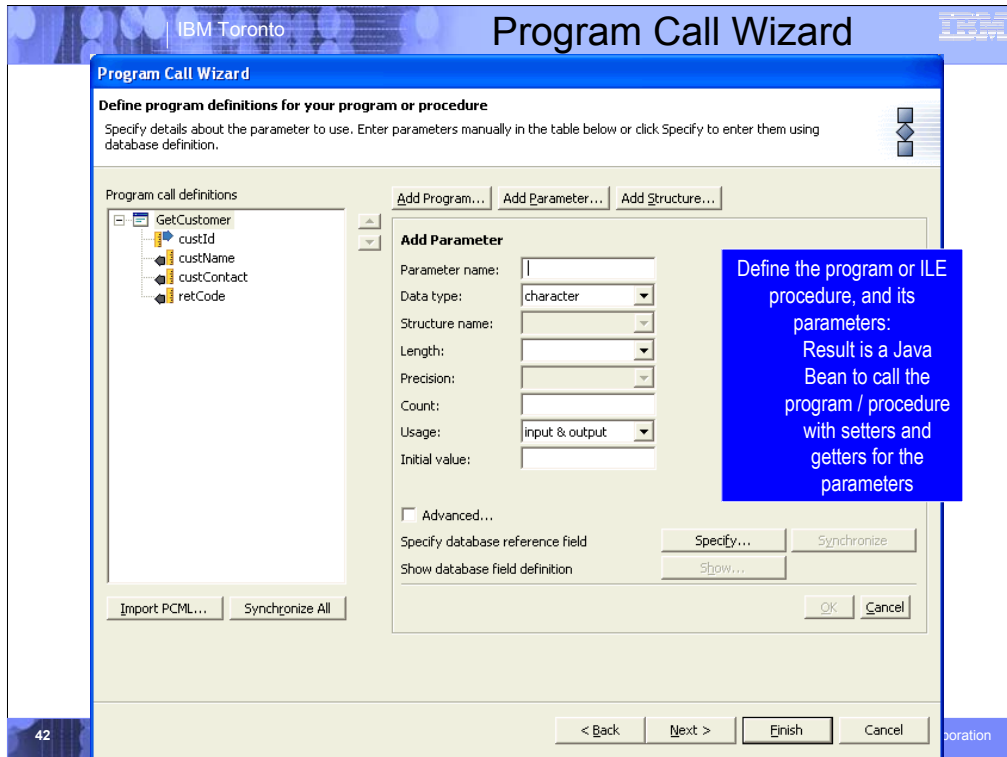 IBM Toronto
Program Call Wizard
IBM
Program Call Wizard
Define program definitions for your program or procedure
Specify details about the parameter to use. Enter parameters manually in the table below or click Specify to enter them using
database definition.
Program call definitions
GetCustomer
custId
custName
custContact
retCode
Import PCML...
Synchronize All
Add Program...
Add Parameter...
Add Structure...
Add Parameter
Parameter name:
Data type:
character
Structure name:
Length:
Precision:
Count:
Usage:
input & output
Initial value:
Advanced...
Specify database reference field
Specify...
Synchronize
Show database field definition
Show...
OK
Cancel
Define the program or ILE
procedure, and its
parameters:
Result is a Java
Bean to call the
program / procedure
with setters and
getters for the
parameters
< Back
Next >
Finish
Cancel
42
poration